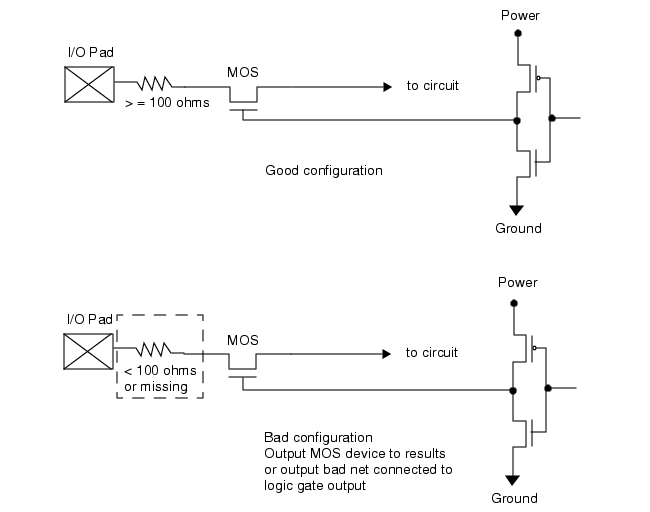 Power
I/O Pad
MOS
to circuit
> = 100 ohms
Good configuration
Ground
Power
I/O Pad
MOS
to circuit
< 100 ohms
or missing
Bad configuration
Output MOS device to results
or output bad net connected to
logic gate output
Ground